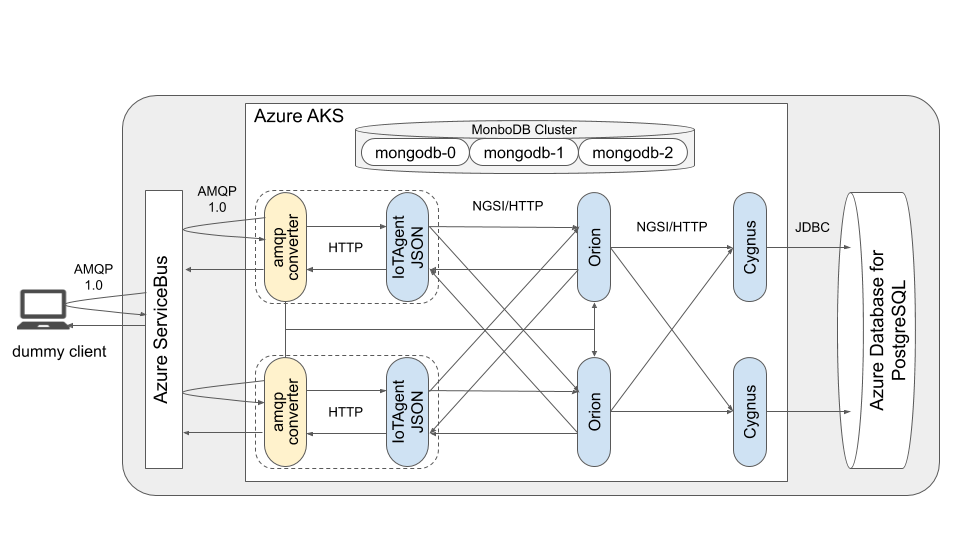 Azure AKS
MonboDB Cluster
mongodb-0
mongodb-1
mongodb-2
AMQP
1.0
NGSI/HTTP
NGSI/HTTP
JDBC
amqp
converter
HTTP
IoTAgent
JSON
Orion
Cygnus
AMQP
1.0
dummy client
Azure ServiceBus
Azure Database for
PostgreSQL
amqp
converter
HTTP
IoTAgent
JSON
Orion
Cygnus